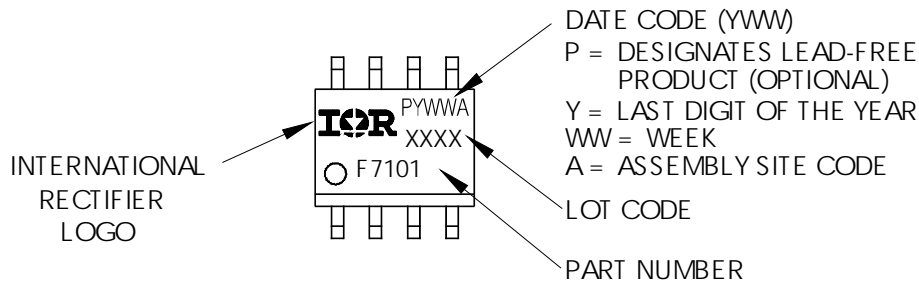 DATE CODE (YWW)
P = DESIGNATES LEAD-FREE
PRODUCT (OPTIONAL)
Y = LAST DIGIT OF THE YEAR
WW = WEEK
A = ASSEMBLY SITE CODE
LOT CODE
PART NUMBER
INTERNATIONAL
RECTIFIER
LOGO
IOR
PYWWA
XXXX
F7101